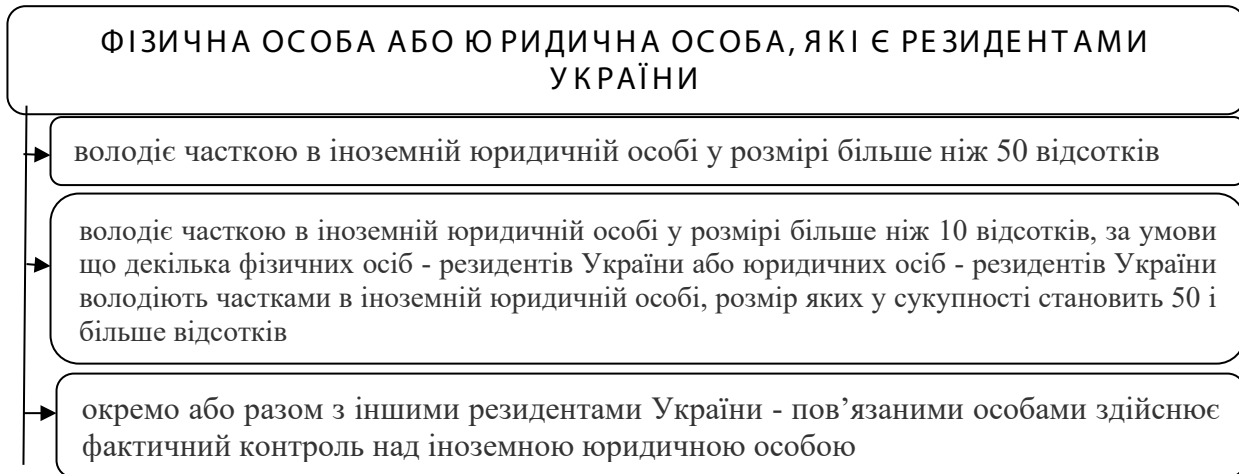 ФІЗИЧНА ОСОБА АБО ЮРИДИЧНА ОСОБА, ЯКІ Є РЕЗИДЕНТАМИ
УКРАЇНИ
володіє часткою в іноземній юридичній особі у розмірі більше ніж 50 відсотків
володіє часткою в іноземній юридичній особі у розмірі більше ніж 10 відсотків, за умови
що декілька фізичних осіб - резидентів України або юридичних осіб - резидентів України
володіють частками в іноземній юридичній особі, розмір яких у сукупності становить 50 і
більше відсотків
окремо або разом з іншими резидентами України - пов’язаними особами здійснює
фактичний контроль над іноземною юридичною особою